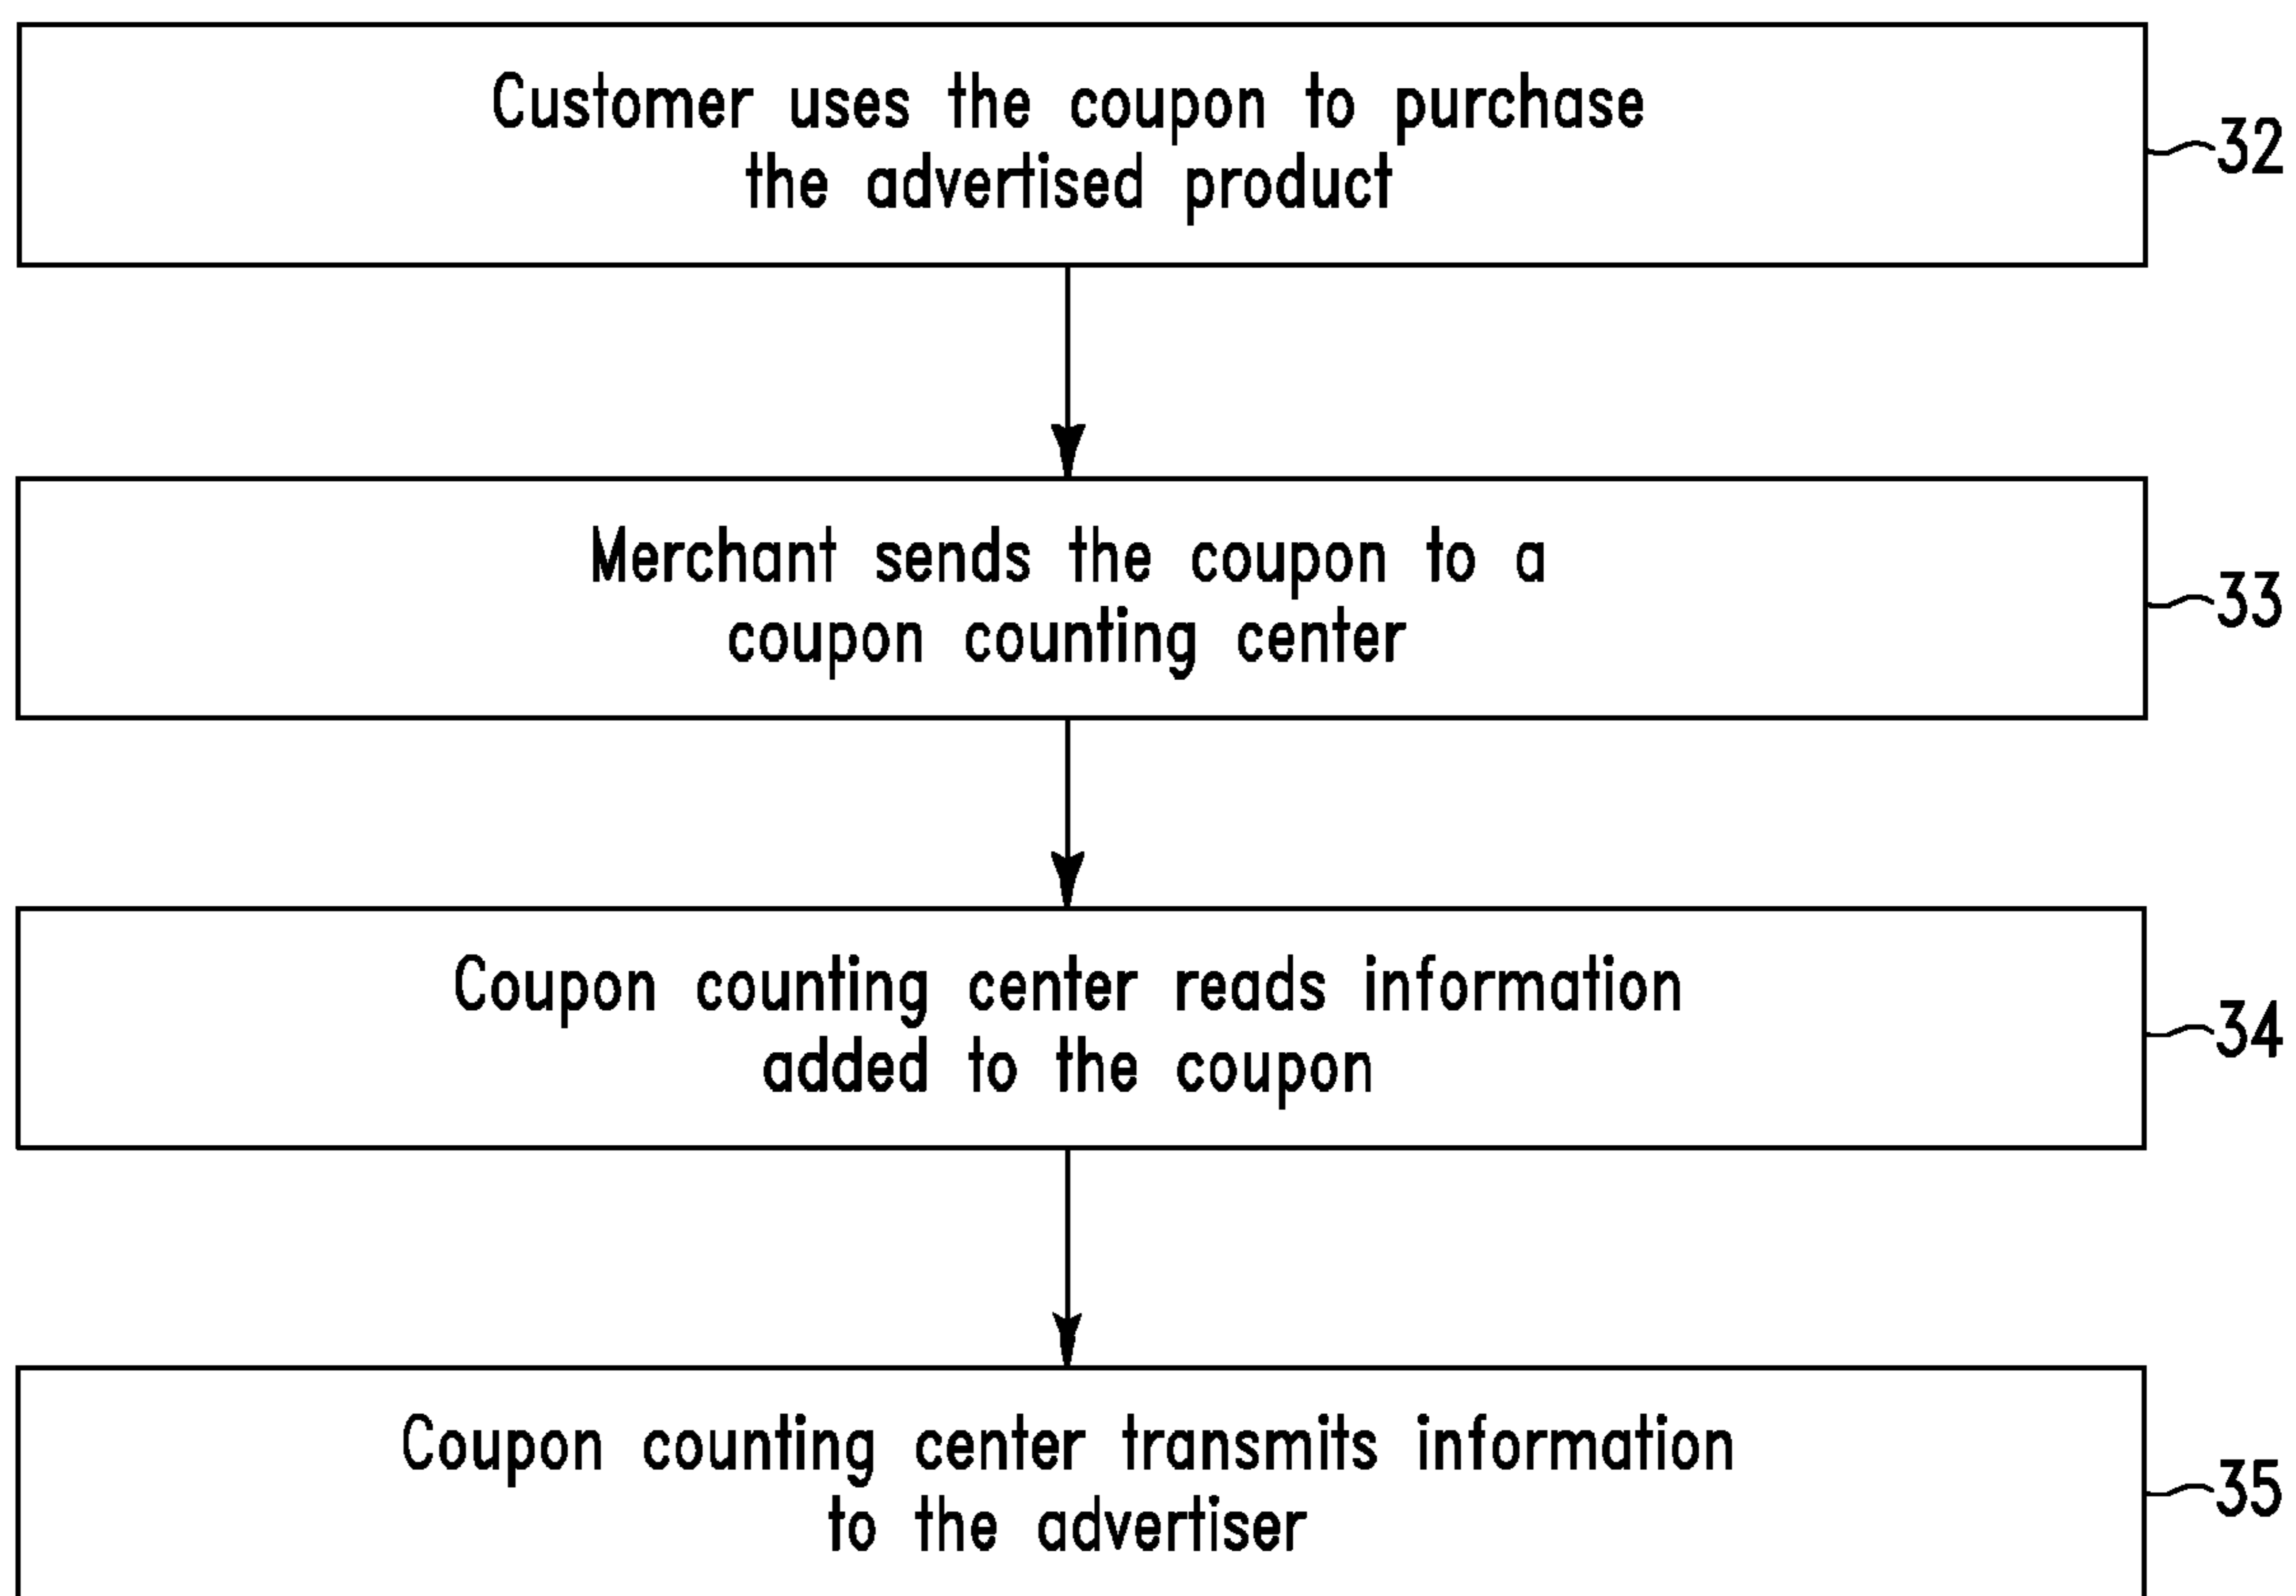 Customer uses the coupon to purchase
the advertised product
32
Merchant sends the coupon to a
coupon counting center
33
Coupon counting center reads information
added to the coupon
34
Coupon counting center transmits information
to the advertiser
35